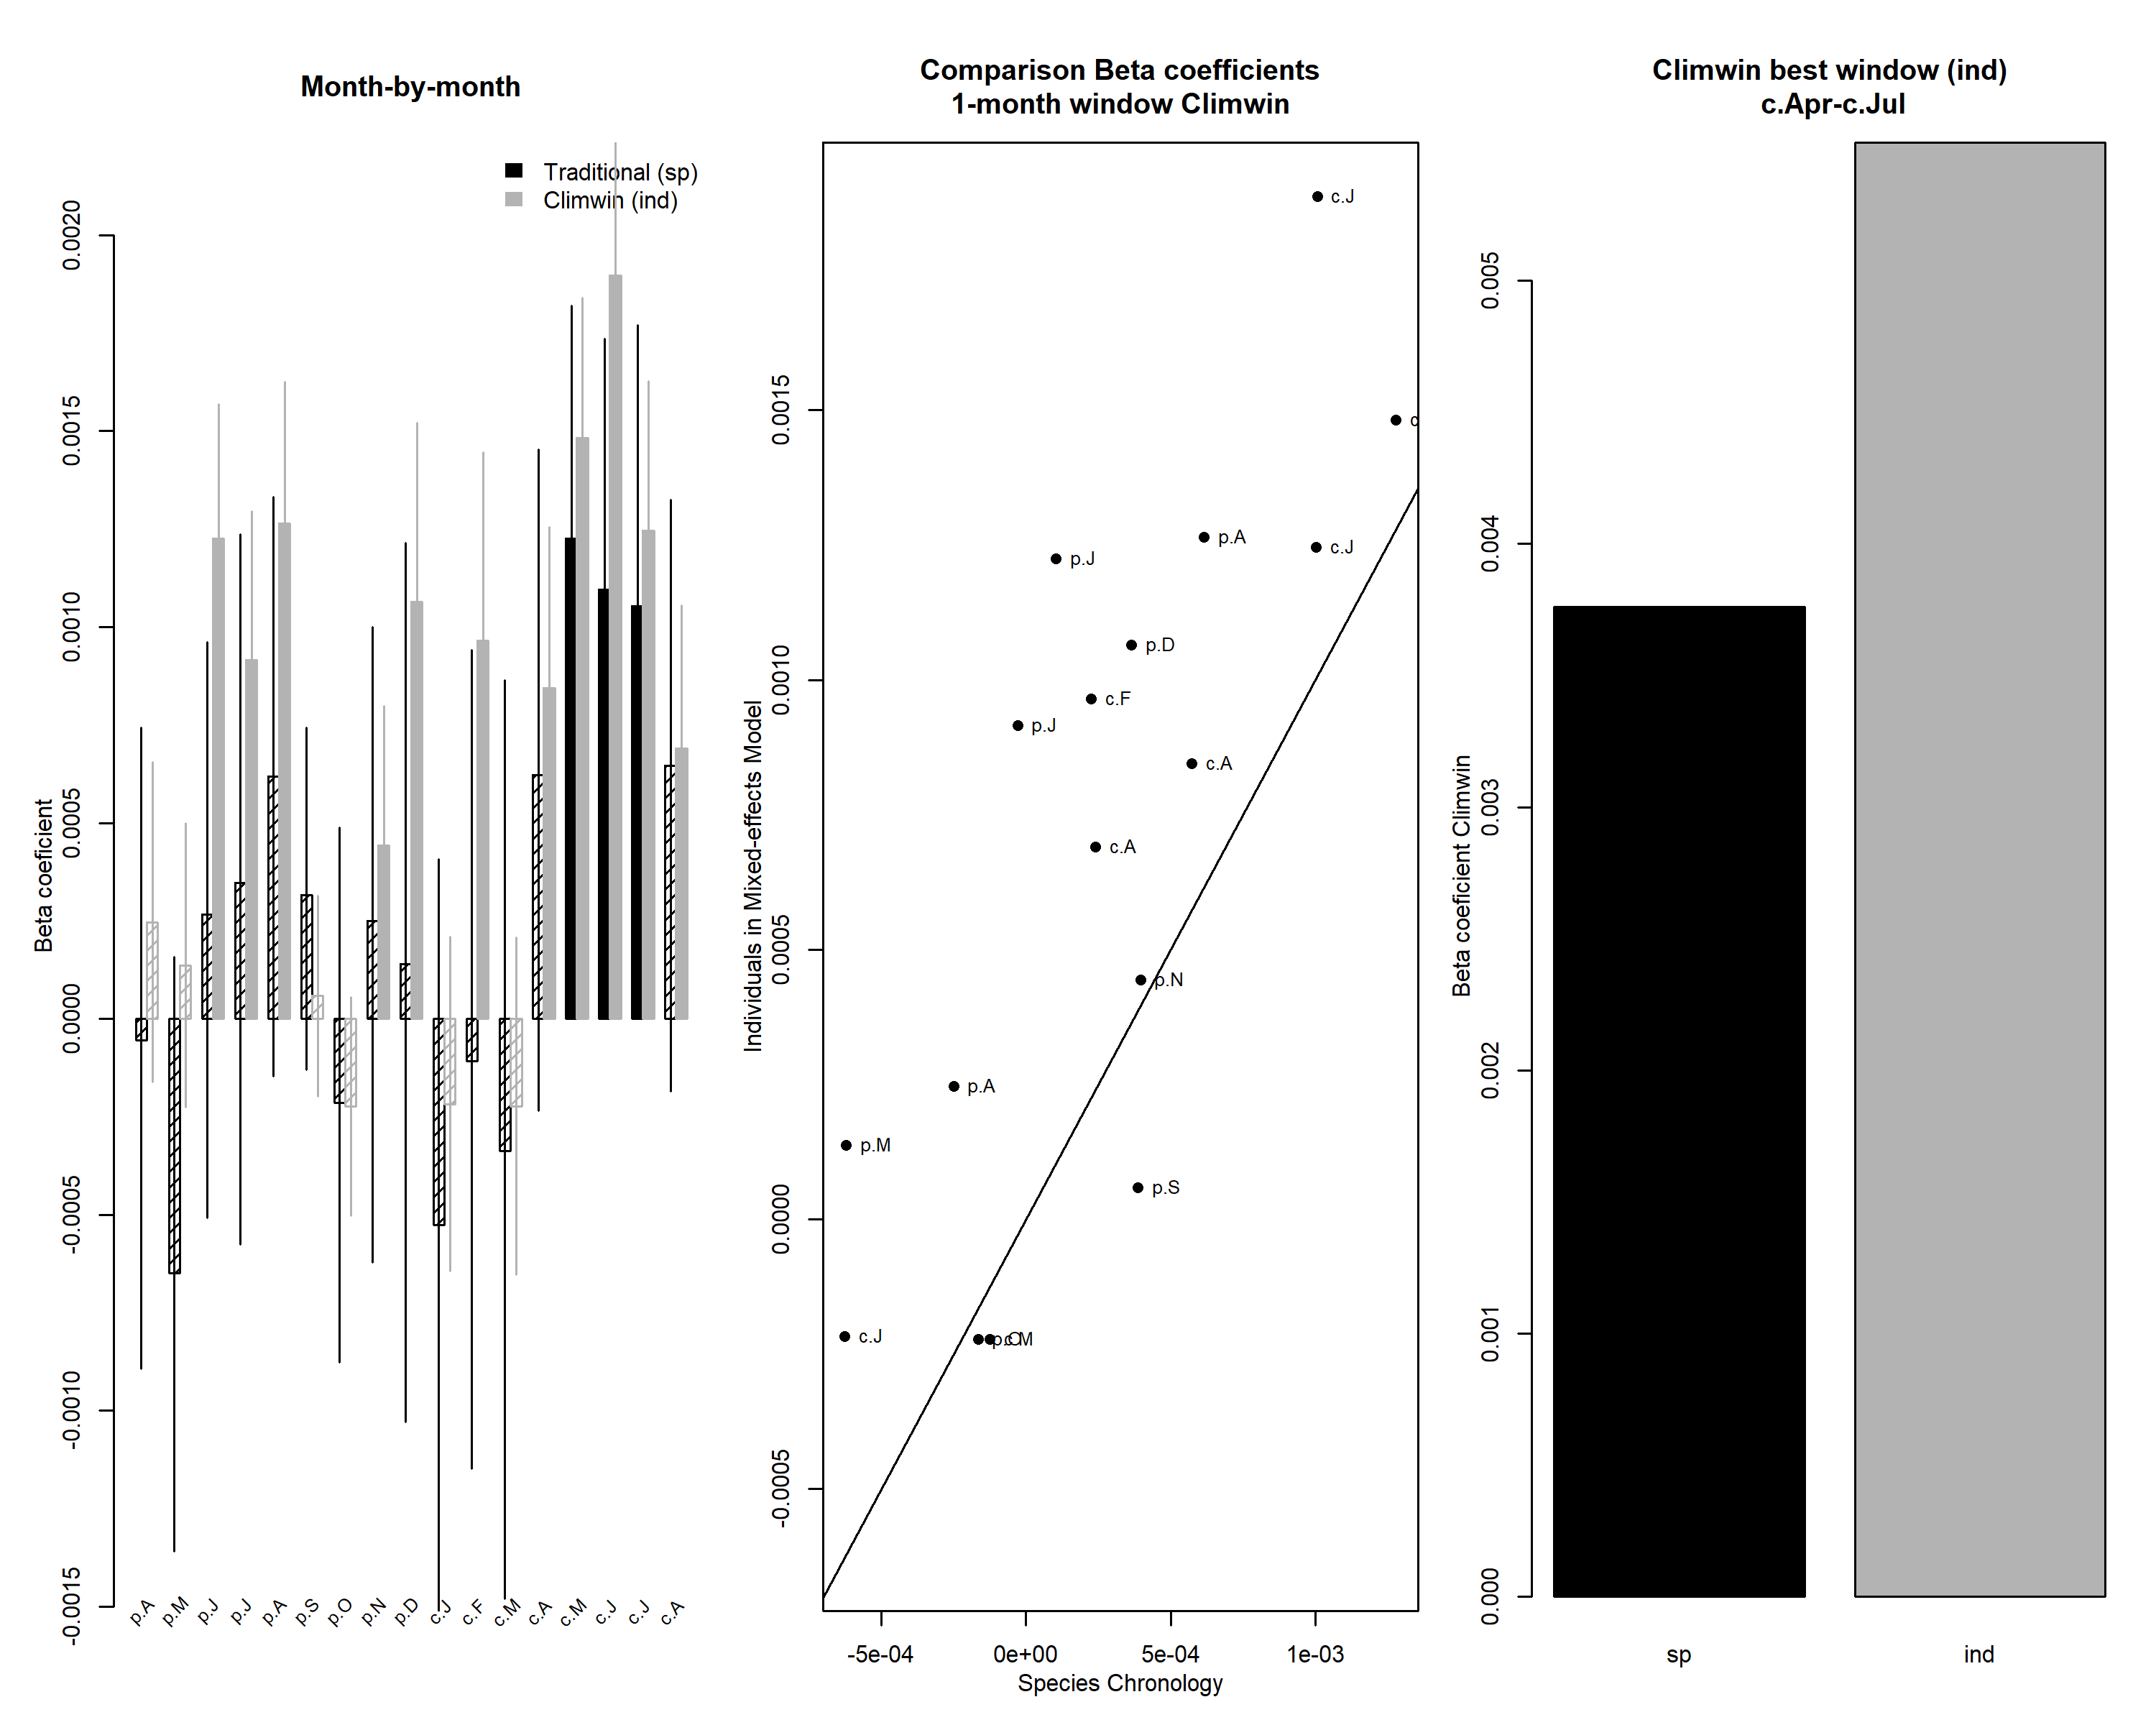 Month-by-month
Traditional (sp)
Climwin (ind)
Beta coeficient
0.0020
0.0015
0.0010
0.0005
0.0000
-0.0005
-0.0010
-0.0015
p.A
p.M
p.J
p.J
p.A
p.S
p.O
p.N
p.D
c.J
c.F
c.M
c.A
c.M
c.J
c.J
c.A
Comparison Beta coefficients
1-month window Climwin
Individuals in Mixed-effects Model
0.0015
0.0010
0.0005
0.0000
-0.0005
c.J
c
p.A
c.J
p.J
p.D
c.F
p.J
c.A
c.A
p.N
p.A
p.M
p.S
c.J
p.O
c.M
-5e-04
0e+00
5e-04
1e-03
Species Chronology
Climwin best window (ind)
c.Apr-c.Jul
Beta coefficient Climwin
0.005
0.004
0.003
0.002
0.001
0.000
sp
ind